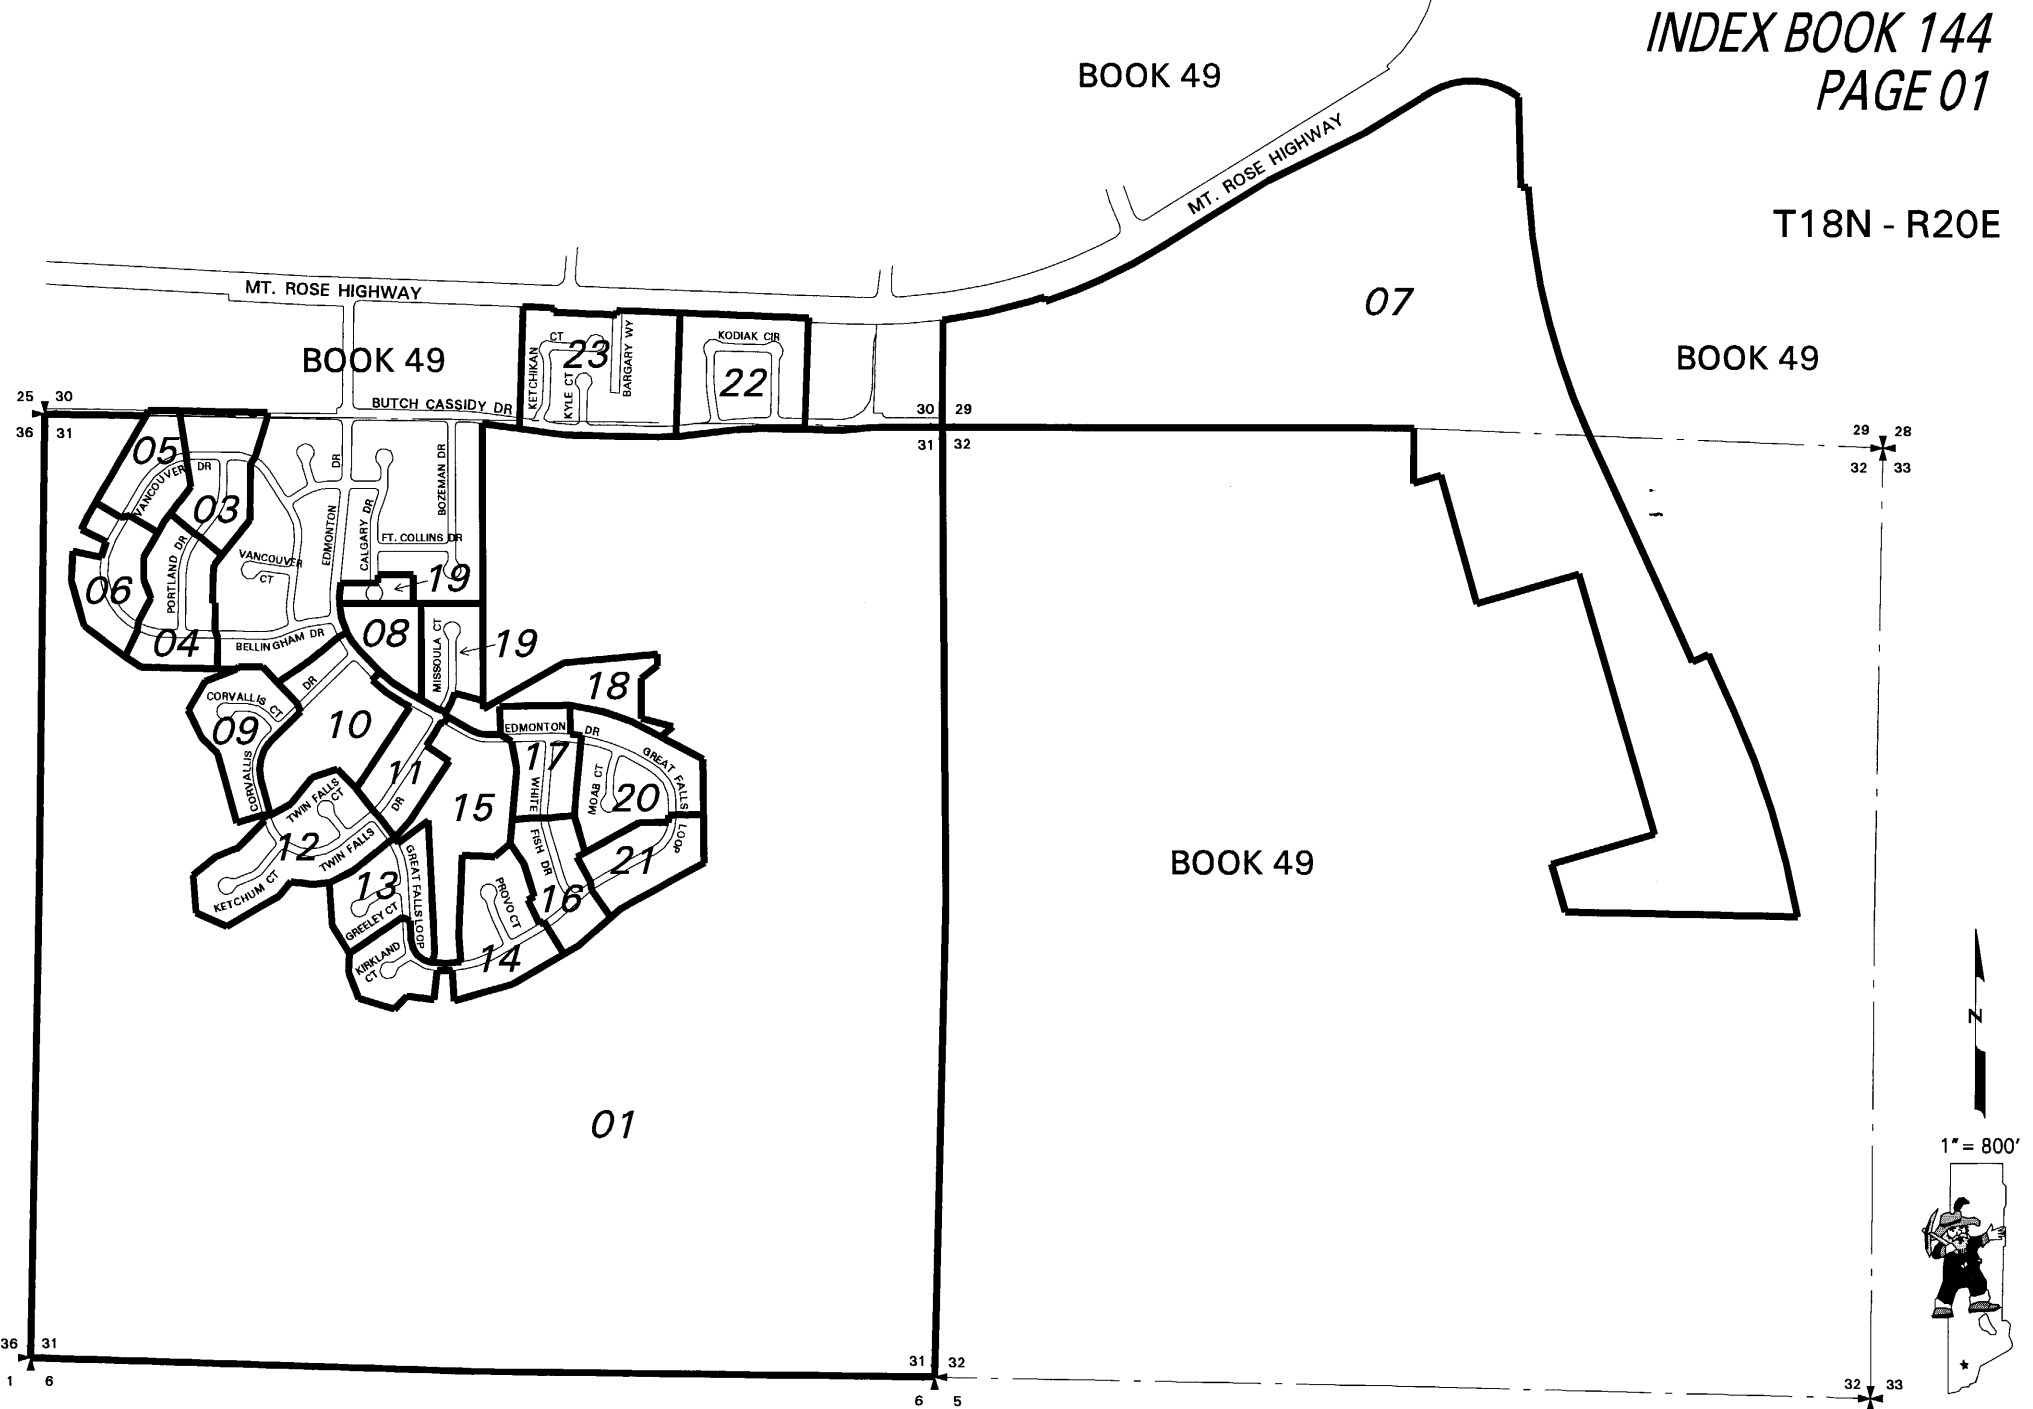 INDEX BOOK 144
PAGE 01
BOOK 49
T18N - R20E
MT. ROSE HIGHWAY
MT. ROSE HIGHWAY
07
BOOK 49
BOOK 49
KETCHIKAN
CT
23
KYLE CT
BARGARY WY
KODIAK CIR
22
BUTCH CASSIDY DR
25 30
36 31
30 29
31 32
29 28
32 33
05
VANCOUVER
DR
03
06
PORTLAND DR
04
VANCOUVER
CT
EDMONTON
DR
CALGARY DR
BOZEMAN DR
FT. COLLINS DR
19
BELLINGHAM DR
08
MISSOULA CT
19
18
CORVALLIS CT
09
CORVALLIS
DR
10
11
DR
EDMONTON
DR
17
WHITE
FISH DR
MOAB CT
20
GREAT FALLS
LOOP
21
15
TWIN FALLS
CT
12
TWIN FALLS
KETCHUM CT
13
GREELEY CT
GREAT FALLS LOOP
KIRKLAND
CT
PROVO CT
14
16
BOOK 49
01
N
1" = 800'
36 31
1 6
31 32
6 5
32 33